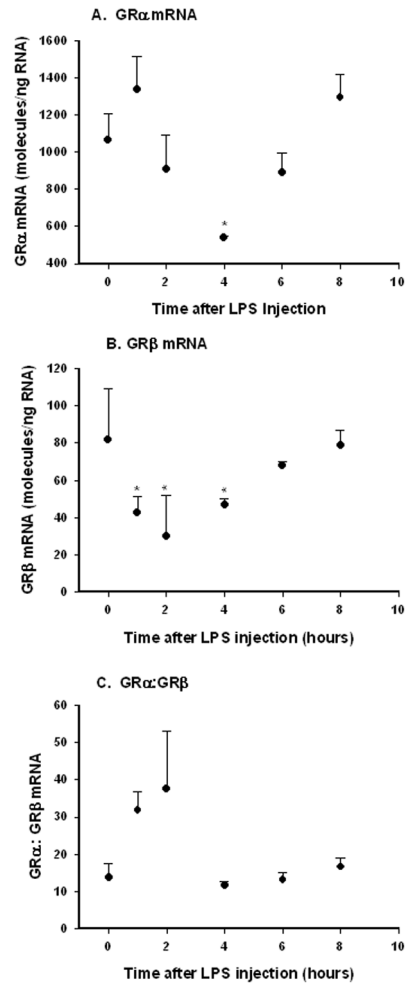 A. GRα mRNA
GRα mRNA (molecules/ng RNA)
1600
1400
1200
1000
800
600
400
*
0 2 4 6 8 10
Time after LPS Injection
B. GRβ mRNA
GRβ mRNA (molecules/ng RNA)
120
100
80
60
40
20
0
* * *
0 2 4 6 8 10
Time after LPS injection (hours)
C. GRα:GRβ
GRα: GRβ mRNA
60
50
40
30
20
10
0
0 2 4 6 8 10
Time after LPS injection (hours)